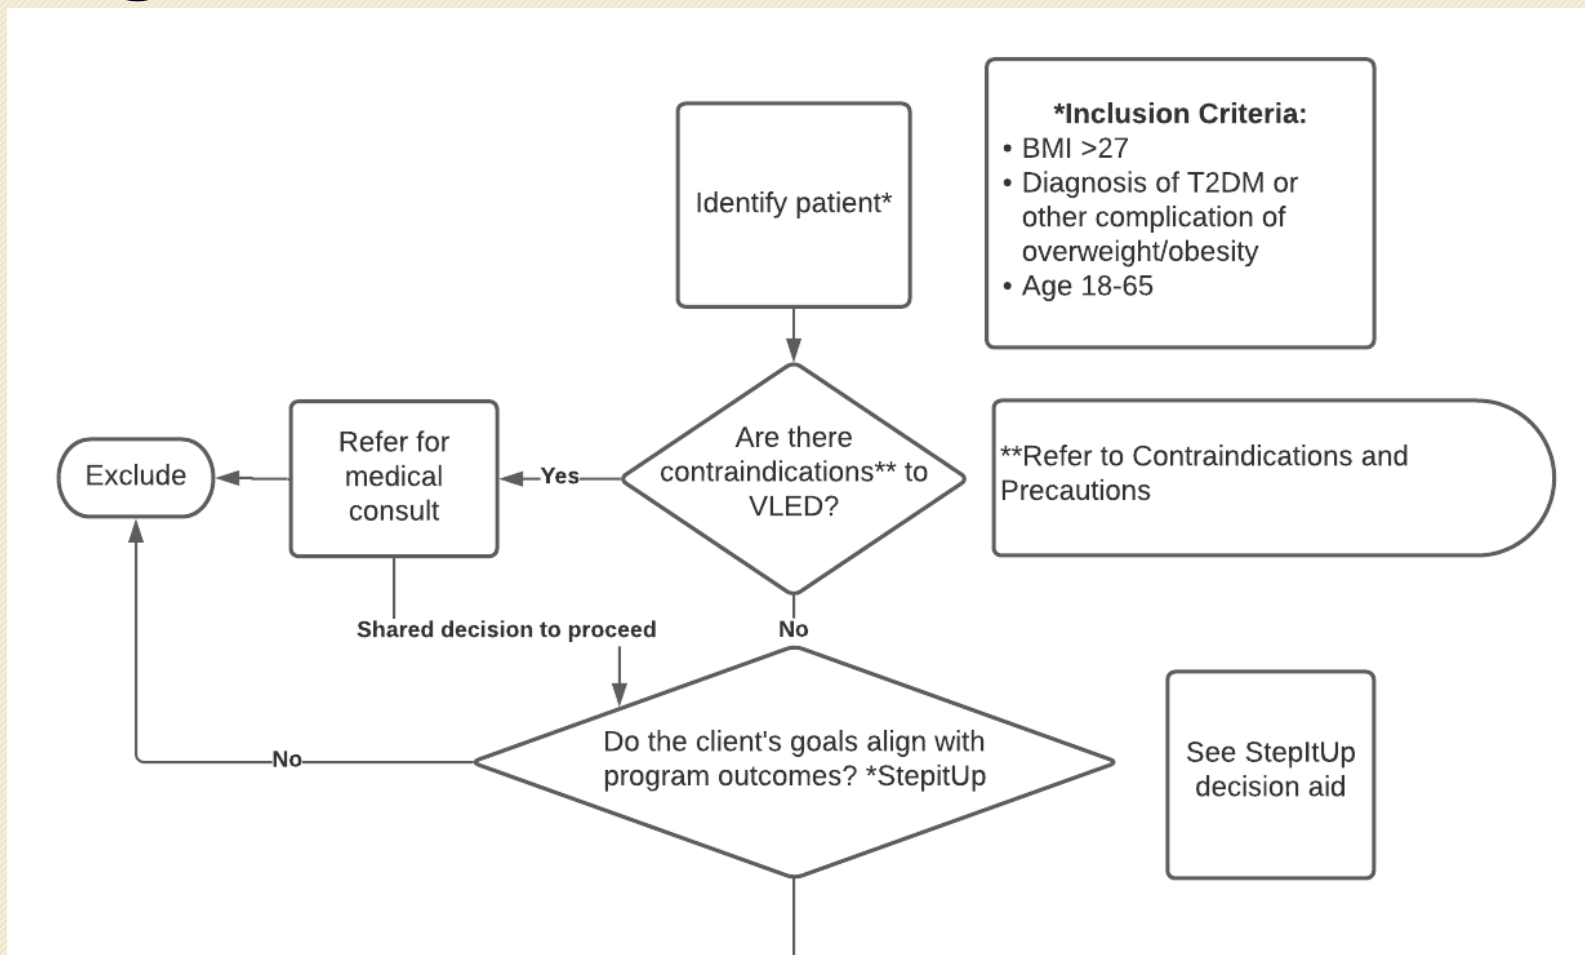 Identify patient*
*Inclusion Criteria:
• BMI >27
• Diagnosis of T2DM or
other complication of
overweight/obesity
• Age 18-65
Are there
contraindications** to
VLED?
**Refer to Contraindications and
Precautions
Yes
Refer for
medical
consult
Exclude
Shared decision to proceed
No
Do the client's goals align with
program outcomes? *StepitUp
No
See StepItUp
decision aid